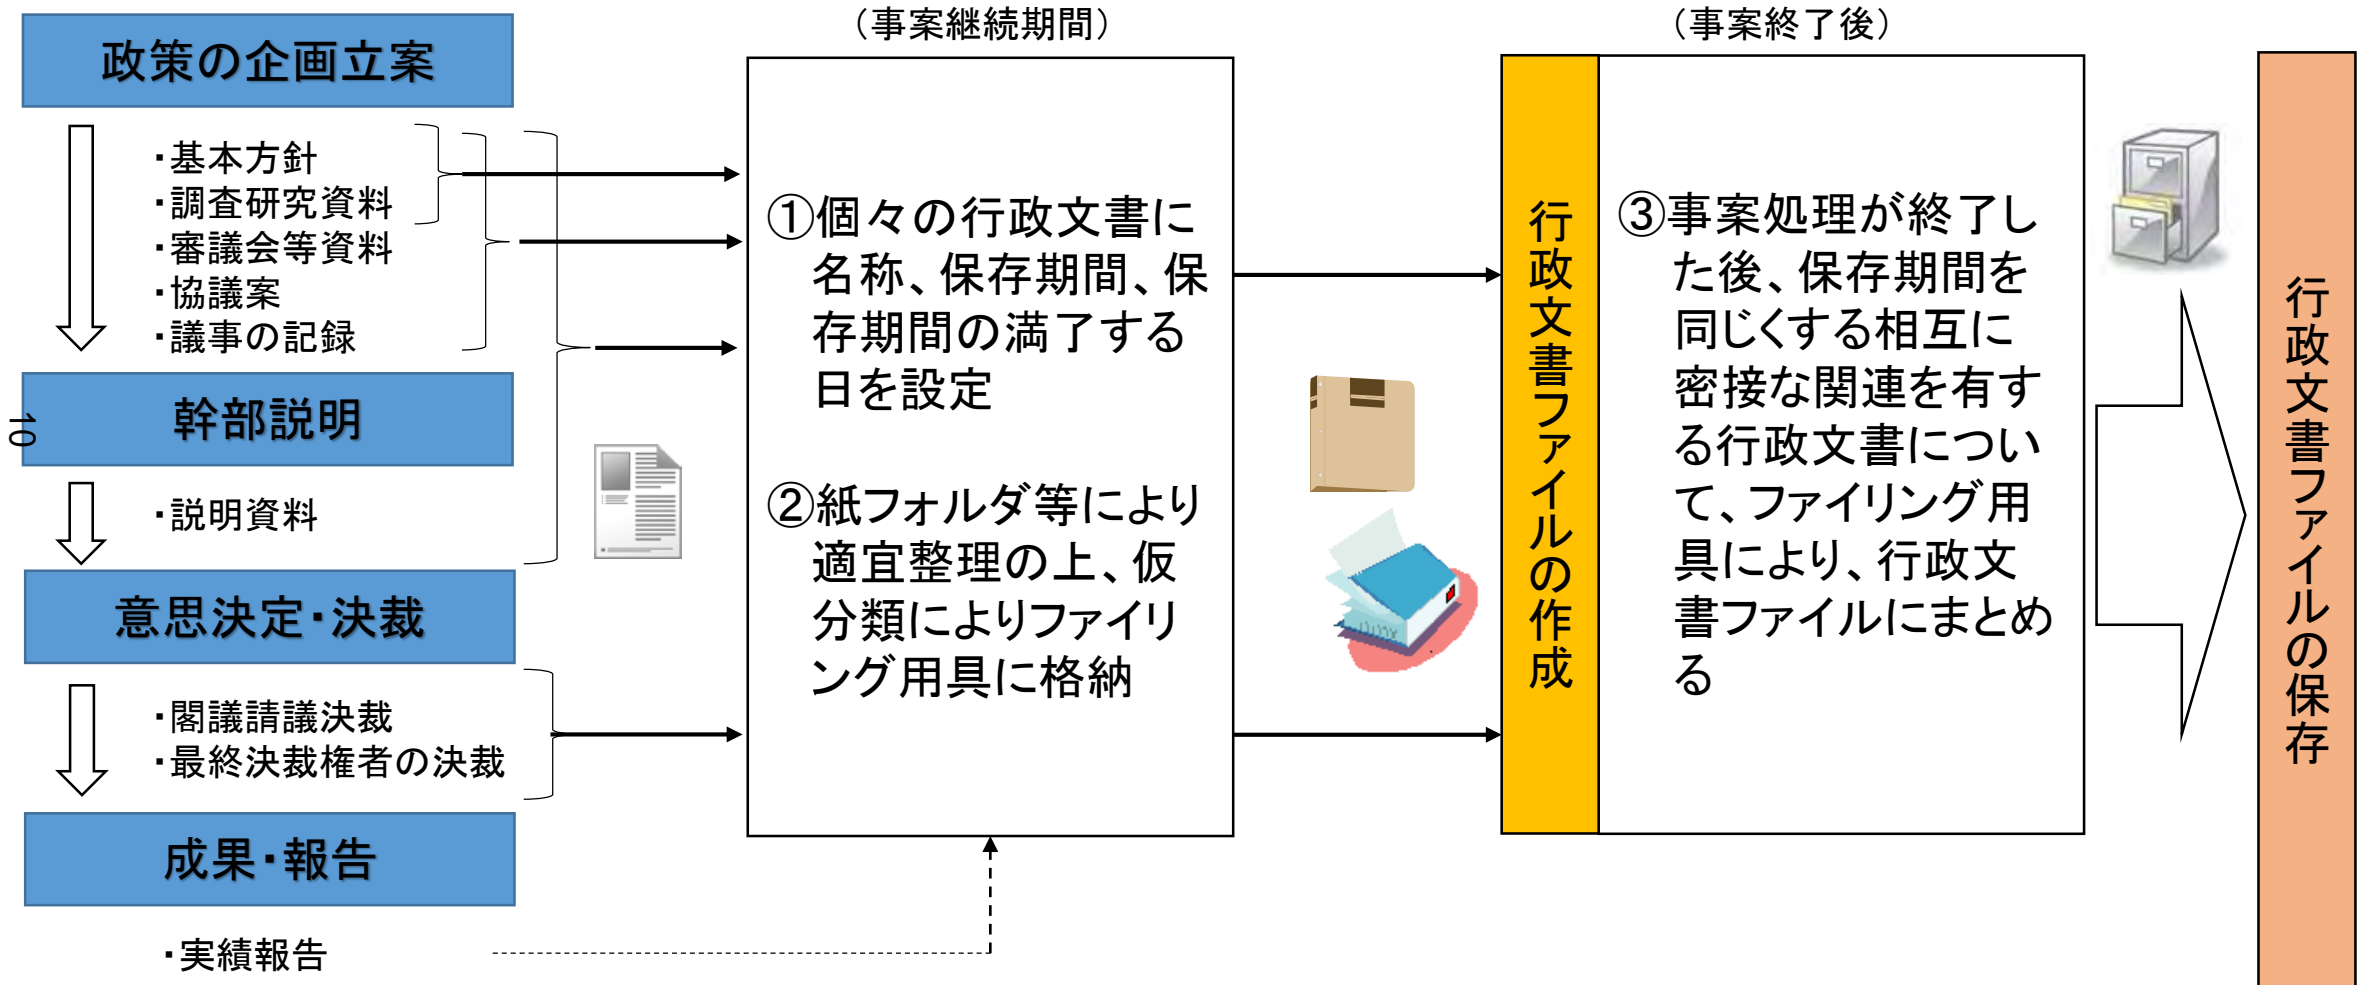 政策の企画立案
・基本方針
・調査研究資料
・審議会等資料
・協議案
・議事の記録
幹部説明
10
・説明資料
意思決定・決裁
・閣議請議決裁
・最終決裁権者の決裁
成果・報告
・実績報告
（事案継続期間）
①個々の行政文書に
名称、保存期間、保
存期間の満了する
日を設定
②紙フォルダ等により
適宜整理の上、仮
分類によりファイリ
ング用具に格納
行政文書ファイルの作成
（事案終了後）
③事案処理が終了し
た後、保存期間を
同じくする相互に
密接な関連を有す
る行政文書につい
て、ファイリング用
具により、行政文
書ファイルにまとめ
る
行政文書ファイルの保存